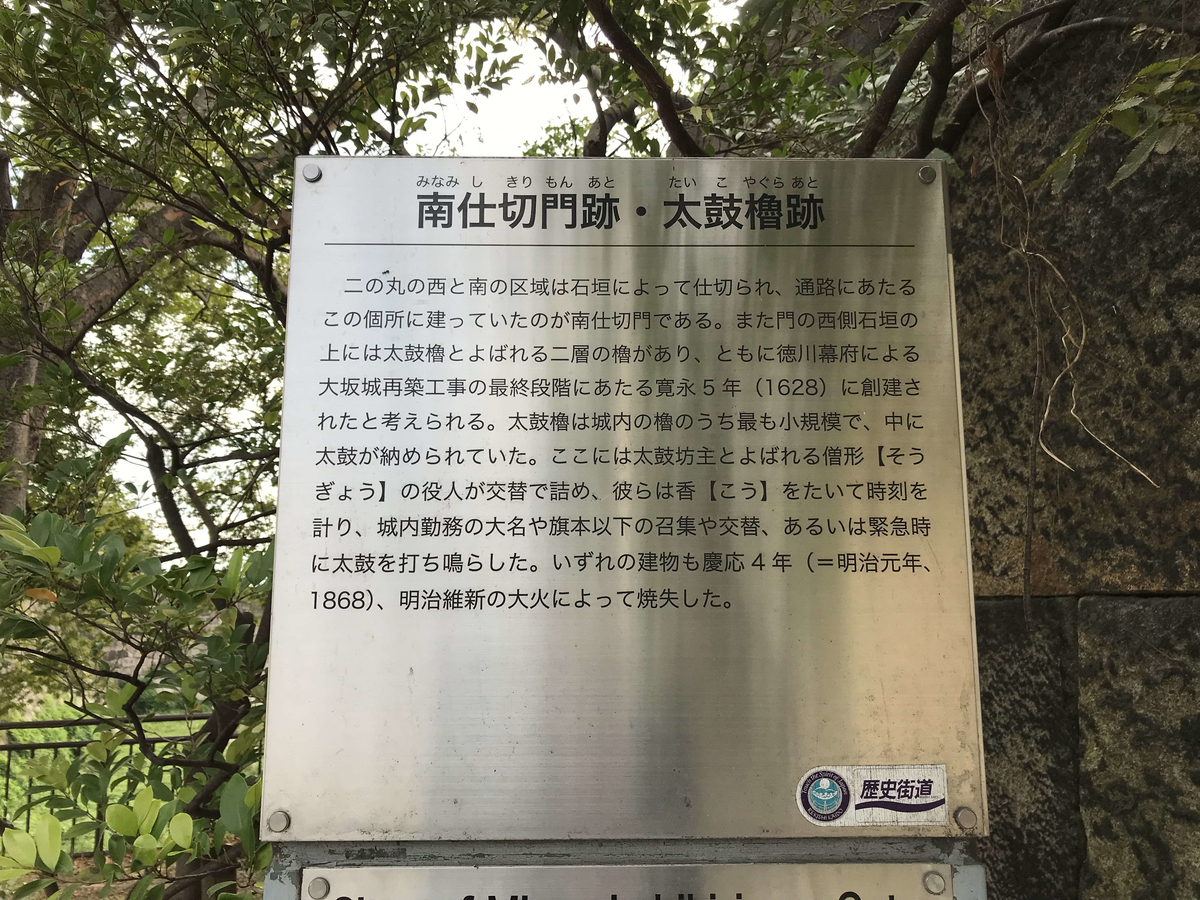 みなみ し きり もん あと たい こ やぐら あと
南仕切門跡・太鼓櫓跡
二の丸の西と南の区域は石垣によって仕切られ、通路にあたる
この個所に建っていたのが南仕切門である。また門の西側石垣の
上には太鼓櫓とよばれる二層の櫓があり、ともに徳川幕府による
大坂城再築工事の最終段階にあたる寛永5年（1628）に創建さ
れたと考えられる。太鼓櫓は城内の櫓のうち最も小規模で、中に
太鼓が納められていた。ここには太鼓坊主とよばれる僧形【そう
ぎょう】の役人が交替で詰め、彼らは香【こう】をたいて時刻を
計り、城内勤務の大名や旗本以下の召集や交替、あるいは緊急時
に太鼓を打ち鳴らした。いずれの建物も慶応4年（＝明治元年、
1868）、明治維新の大火によって焼失した。
歴史街道